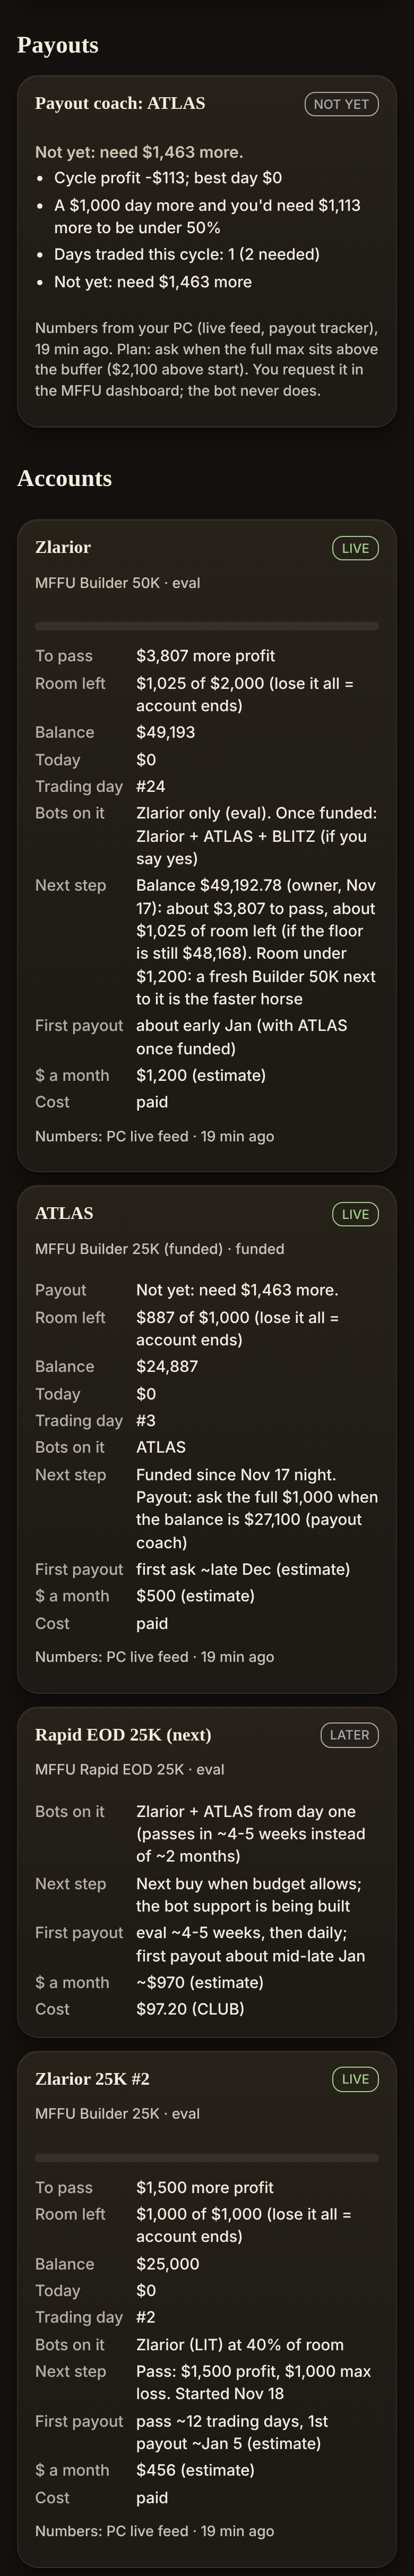 Payouts
Payout coach: ATLAS
NOT YET
Not yet: need $1,463 more.
• Cycle profit -$113; best day $0
• A $1,000 day more and you'd need $1,113
more to be under 50%
• Days traded this cycle: 1 (2 needed)
• Not yet: need $1,463 more
Numbers from your PC (live feed, payout tracker),
19 min ago. Plan: ask when the full max sits above
the buffer ($2,100 above start). You request it in
the MFFU dashboard; the bot never does.
Accounts
Zlarior
LIVE
MFFU Builder 50K · eval
To pass $3,807 more profit
Room left $1,025 of $2,000 (lose it all =
account ends)
Balance $49,193
Today $0
Trading day #24
Bots on it Zlarior only (eval). Once funded:
Zlarior + ATLAS + BLITZ (if you
say yes)
Next step Balance $49,192.78 (owner, Nov
17): about $3,807 to pass, about
$1,025 of room left (if the floor
is still $48,168). Room under
$1,200: a fresh Builder 50K next
to it is the faster horse
First payout about early Jan (with ATLAS
once funded)
$ a month $1,200 (estimate)
Cost paid
Numbers: PC live feed · 19 min ago
ATLAS
LIVE
MFFU Builder 25K (funded) · funded
Payout Not yet: need $1,463 more.
Room left $887 of $1,000 (lose it all =
account ends)
Balance $24,887
Today $0
Trading day #3
Bots on it ATLAS
Next step Funded since Nov 17 night.
Payout: ask the full $1,000 when
the balance is $27,100 (payout
coach)
First payout first ask ~late Dec (estimate)
$ a month $500 (estimate)
Cost paid
Numbers: PC live feed · 19 min ago
Rapid EOD 25K (next)
LATER
MFFU Rapid EOD 25K · eval
Bots on it Zlarior + ATLAS from day one
(passes in ~4-5 weeks instead
of ~2 months)
Next step Next buy when budget allows;
the bot support is being built
First payout eval ~4-5 weeks, then daily;
first payout about mid-late Jan
$ a month ~$970 (estimate)
Cost $97.20 (CLUB)
Zlarior 25K #2
LIVE
MFFU Builder 25K · eval
To pass $1,500 more profit
Room left $1,000 of $1,000 (lose it all =
account ends)
Balance $25,000
Today $0
Trading day #2
Bots on it Zlarior (LIT) at 40% of room
Next step Pass: $1,500 profit, $1,000 max
loss. Started Nov 18
First payout pass ~12 trading days, 1st
payout ~Jan 5 (estimate)
$ a month $456 (estimate)
Cost paid
Numbers: PC live feed · 19 min ago